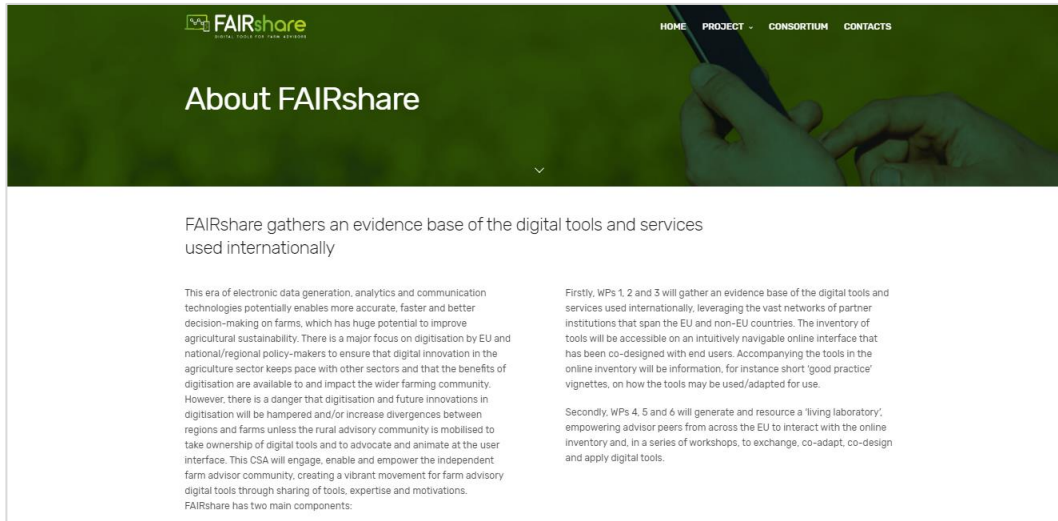 FAIRshare
DIGITAL TOOLS FOR FARM ADVISORS
HOME PROJECT CONSORTIUM CONTACTS
About FAIRshare
FAIRshare gathers an evidence base of the digital tools and services
used internationally
This era of electronic data generation, analytics and communication
technologies potentially enables more accurate, faster and better
decision-making on farms, which has huge potential to improve
agricultural sustainability. There is a major focus on digitisation by EU and
national/regional policy-makers to ensure that digital innovation in the
agriculture sector keeps pace with other sectors and that the benefits of
digitisation are available to and impact the wider farming community.
However, there is a danger that digitisation and future innovations in
digitisation will be hampered and/or increase divergences between
regions and farms unless the rural advisory community is mobilised to
take ownership of digital tools and to advocate and animate at the user
interface. This CSA will engage, enable and empower the independent
farm advisor community, creating a vibrant movement for farm advisory
digital tools through sharing of tools, expertise and motivations.
FAIRshare has two main components:
Firstly, WPs 1, 2 and 3 will gather an evidence base of the digital tools and
services used internationally, leveraging the vast networks of partner
institutions that span the EU and non-EU countries. The inventory of
tools will be accessible on an intuitively navigable online interface that
has been co-designed with end users. Accompanying the tools in the
online inventory will be information, for instance short 'good practice'
vignettes, on how the tools may be used/adapted for use.
Secondly, WPs 4, 5 and 6 will generate and resource a 'living laboratory',
empowering advisor peers from across the EU to interact with the online
inventory and, in a series of workshops, to exchange, co-adapt, co-design
and apply digital tools.